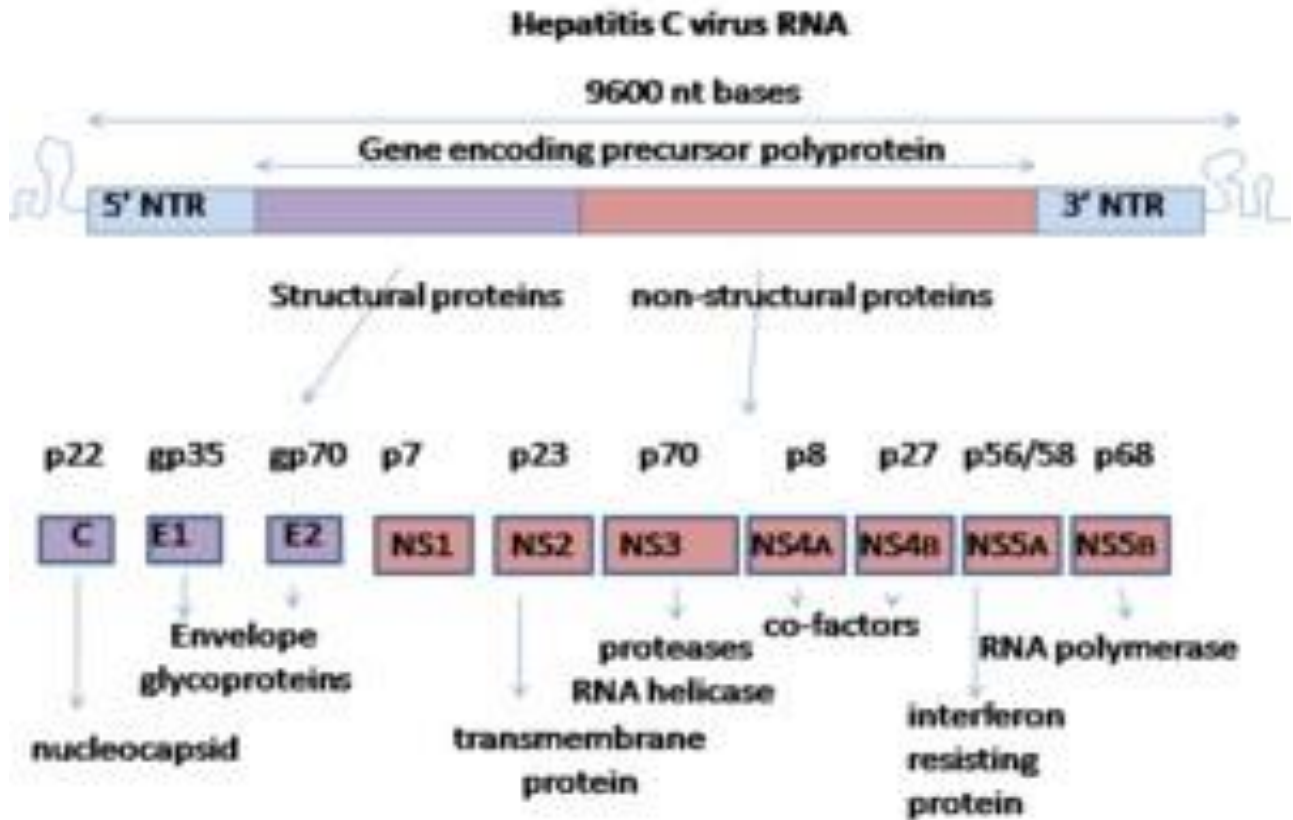 Hepatitis C virus RNA
9600 nt bases
Gene encoding precursor polyprotein
5' NTR
3' NTR
Structural proteins
non-structural proteins
p22 gp35 gp70 p7 p23 p70 p8 p27 p56/58 p68
C E1 E2 NS1 NS2 NS3 NS4A NS4B NS5A NS5B
Envelope
glycoproteins
nucleocapsid
transmembrane
protein
proteases
RNA helicase
co-factors
interferon
resisting
protein
RNA polymerase